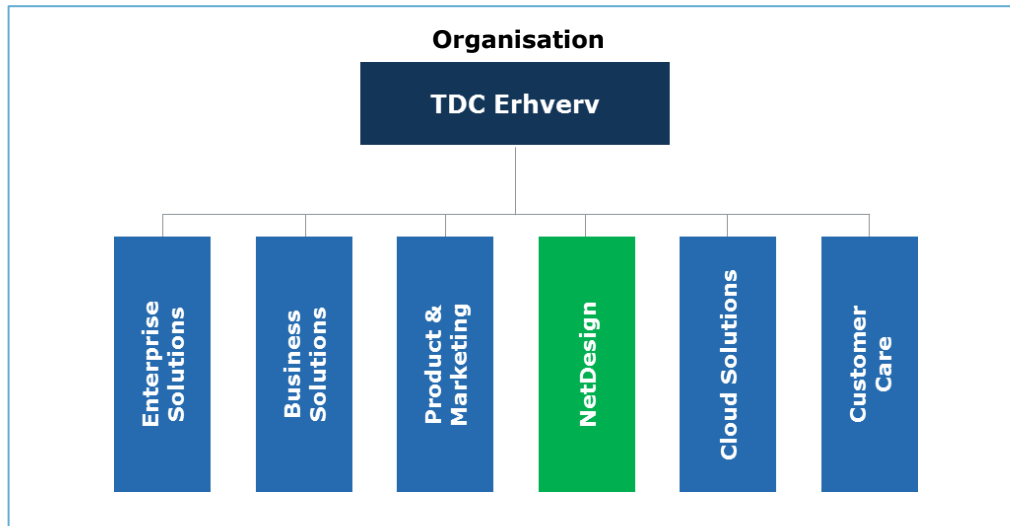 Organisation
TDC Erhverv
Enterprise
Solutions
Business
Solutions
Product &
Marketing
NetDesign
Cloud Solutions
Customer
Care